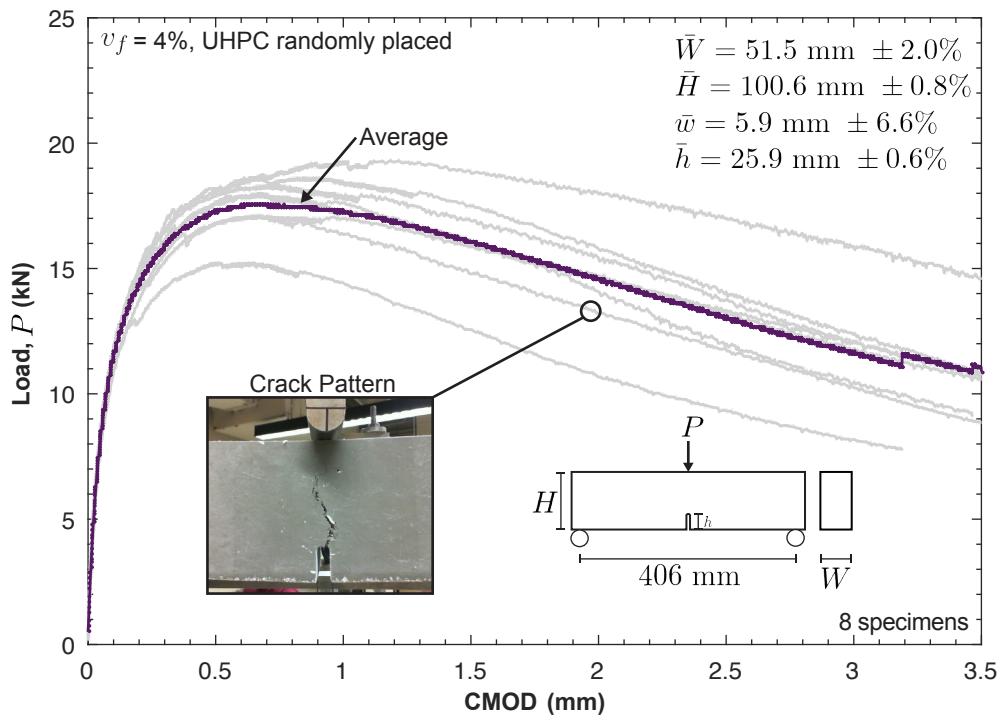 25
20
15
10
5
0
Load, P (kN)
v_f = 4%, UHPC randomly placed
W̄ = 51.5 mm ± 2.0%
H̄ = 100.6 mm ± 0.8%
w̄ = 5.9 mm ± 6.6%
h̄ = 25.9 mm ± 0.6%
Average
Crack Pattern
P
H
h
406 mm
W
8 specimens
0
0.5
1
1.5
2
2.5
3
3.5
CMOD (mm)